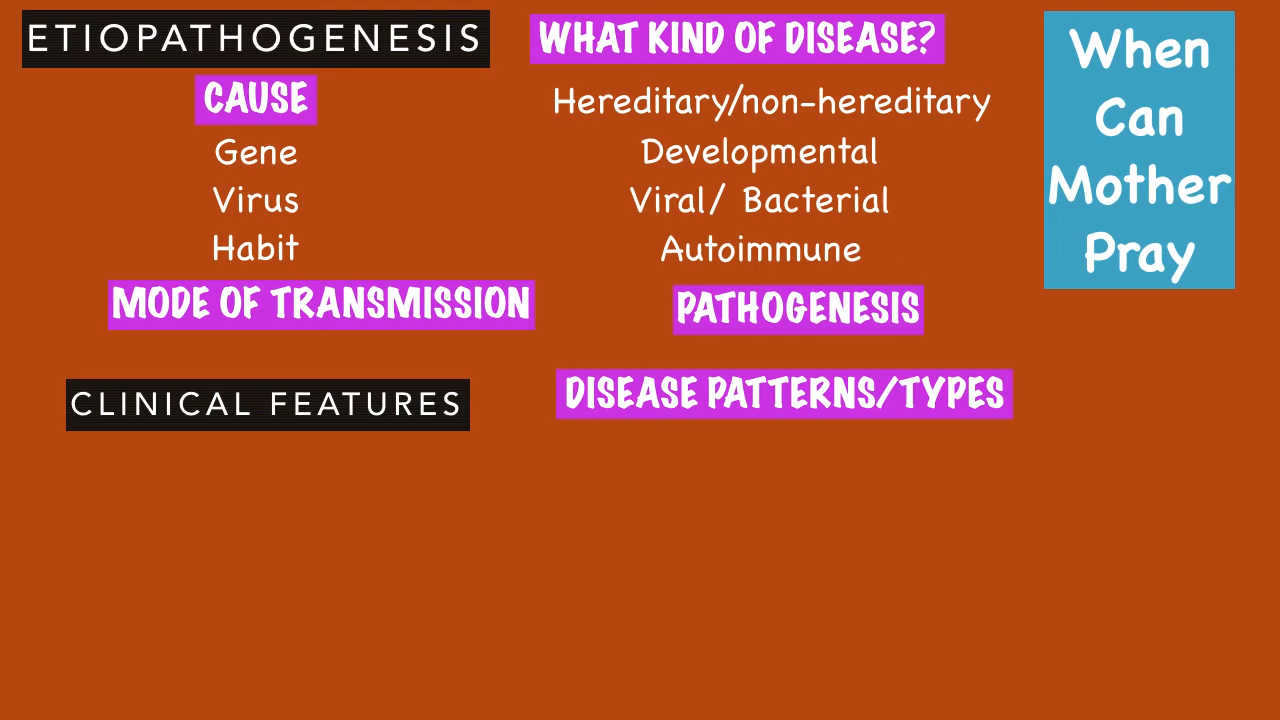 ETIOPATHOGENESIS
CAUSE
Gene
Virus
Habit
MODE OF TRANSMISSION
CLINICAL FEATURES
WHAT KIND OF DISEASE?
Hereditary/non-hereditary
Developmental
Viral/ Bacterial
Autoimmune
PATHOGENESIS
DISEASE PATTERNS/TYPES
When
Can
Mother
Pray